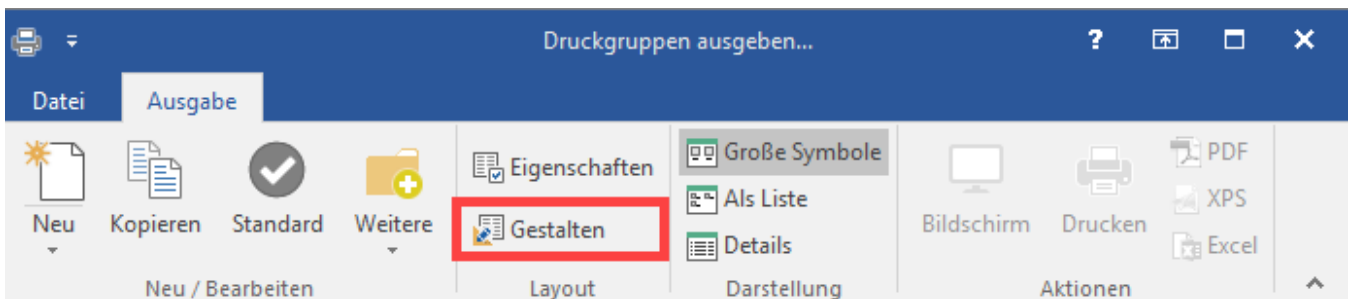 Druckgruppen ausgeben...
?
Datei Ausgabe
Neu Kopieren Standard Weitere
Neu / Bearbeiten
Eigenschaften
Gestalten
Layout
Große Symbole
Als Liste
Details
Darstellung
Bildschirm Drucken
PDF
XPS
Excel
Aktionen